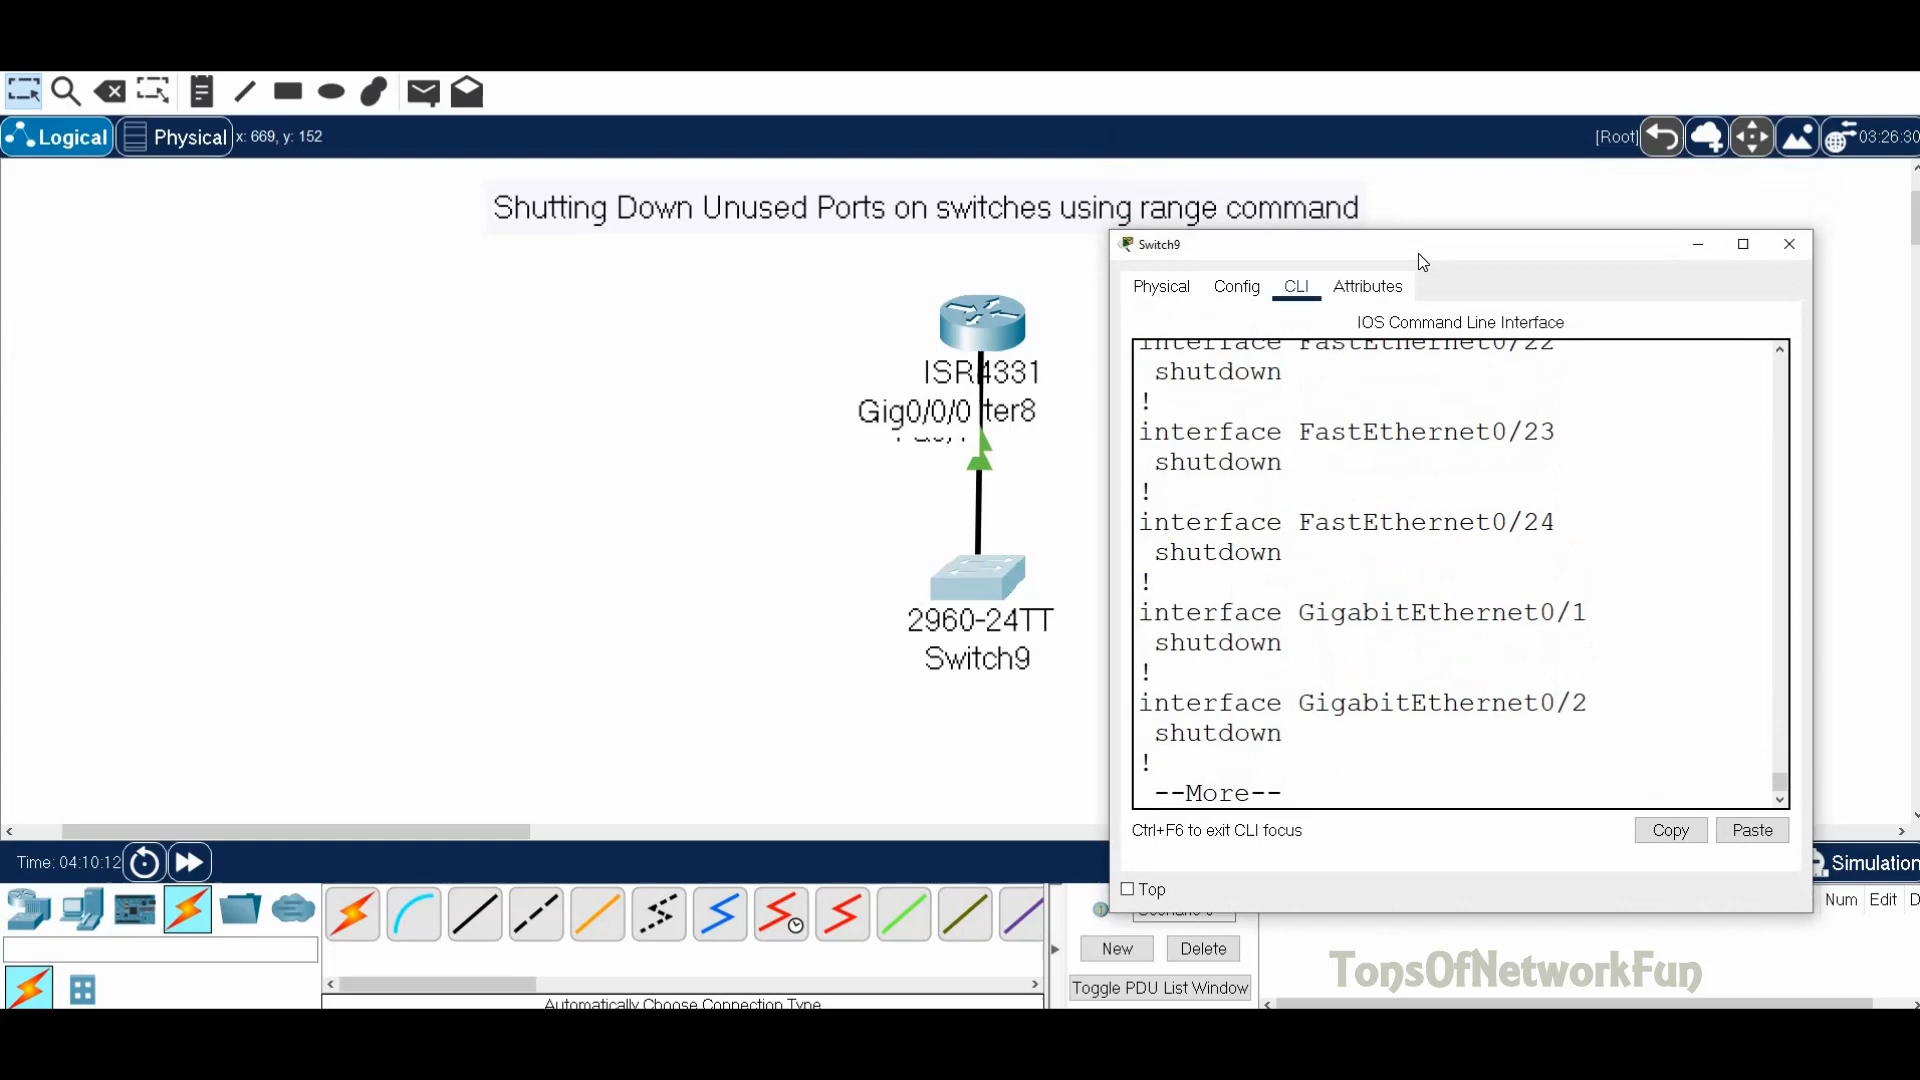 Logical
Physical
x: 669, y: 152
[Root]
03:26:30
Shutting Down Unused Ports on switches using range command
ISR4331
Gig0/0/0
ter8
2960-24TT
Switch9
Switch9
Physical
Config
CLI
Attributes
IOS Command Line Interface
interface FastEthernet0/22
shutdown
!
interface FastEthernet0/23
shutdown
!
interface FastEthernet0/24
shutdown
!
interface GigabitEthernet0/1
shutdown
!
interface GigabitEthernet0/2
shutdown
!
--More--
Ctrl+F6 to exit CLI focus
Copy
Paste
Top
Time: 04:10:12
Simulation
Num
Edit
New
Delete
Toggle PDU List Window
Automatically Choose Connection Type
TonsOfNetworkFun